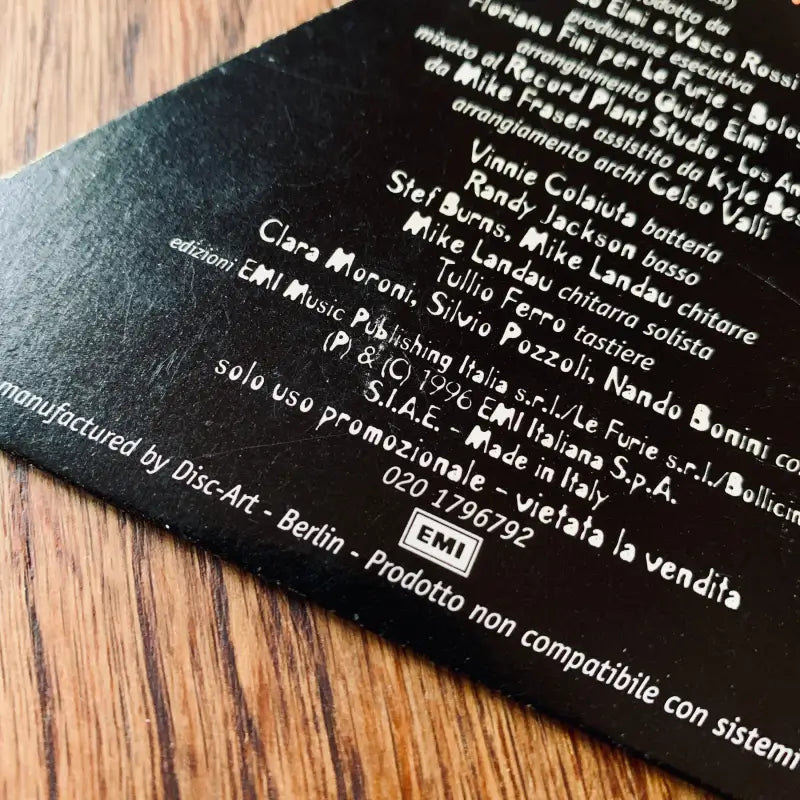 rodotto da
Elmi e Vasco Rossi
produzione esecutiva
Floriano Fini per Le Furie - Bolog
arrangiamento Guido Elmi
mixato al Record Plant Studio - Los An
da Mike Fraser assistito da Kyle Bes
arrangiamento archi Celso Valli
Vinnie Colaiuta batteria
Randy Jackson basso
Stef Burns, Mike Landau chitarre
Mike Landau chitarra solista
Tullio Ferro tastiere
Clara Moroni, Silvio Pozzoli, Nando Bonini co
edizioni EMI Music Publishing Italia s.r.l./Le Furie s.r.l./Bollicin
(P) & (C) 1996 EMI Italiana S.p.A.
S.I.A.E. - Made in Italy
solo uso promozionale - vietata la vendita
020 1796792
EMI
manufactured by Disc-Art - Berlin - Prodotto non compatibile con sistemi